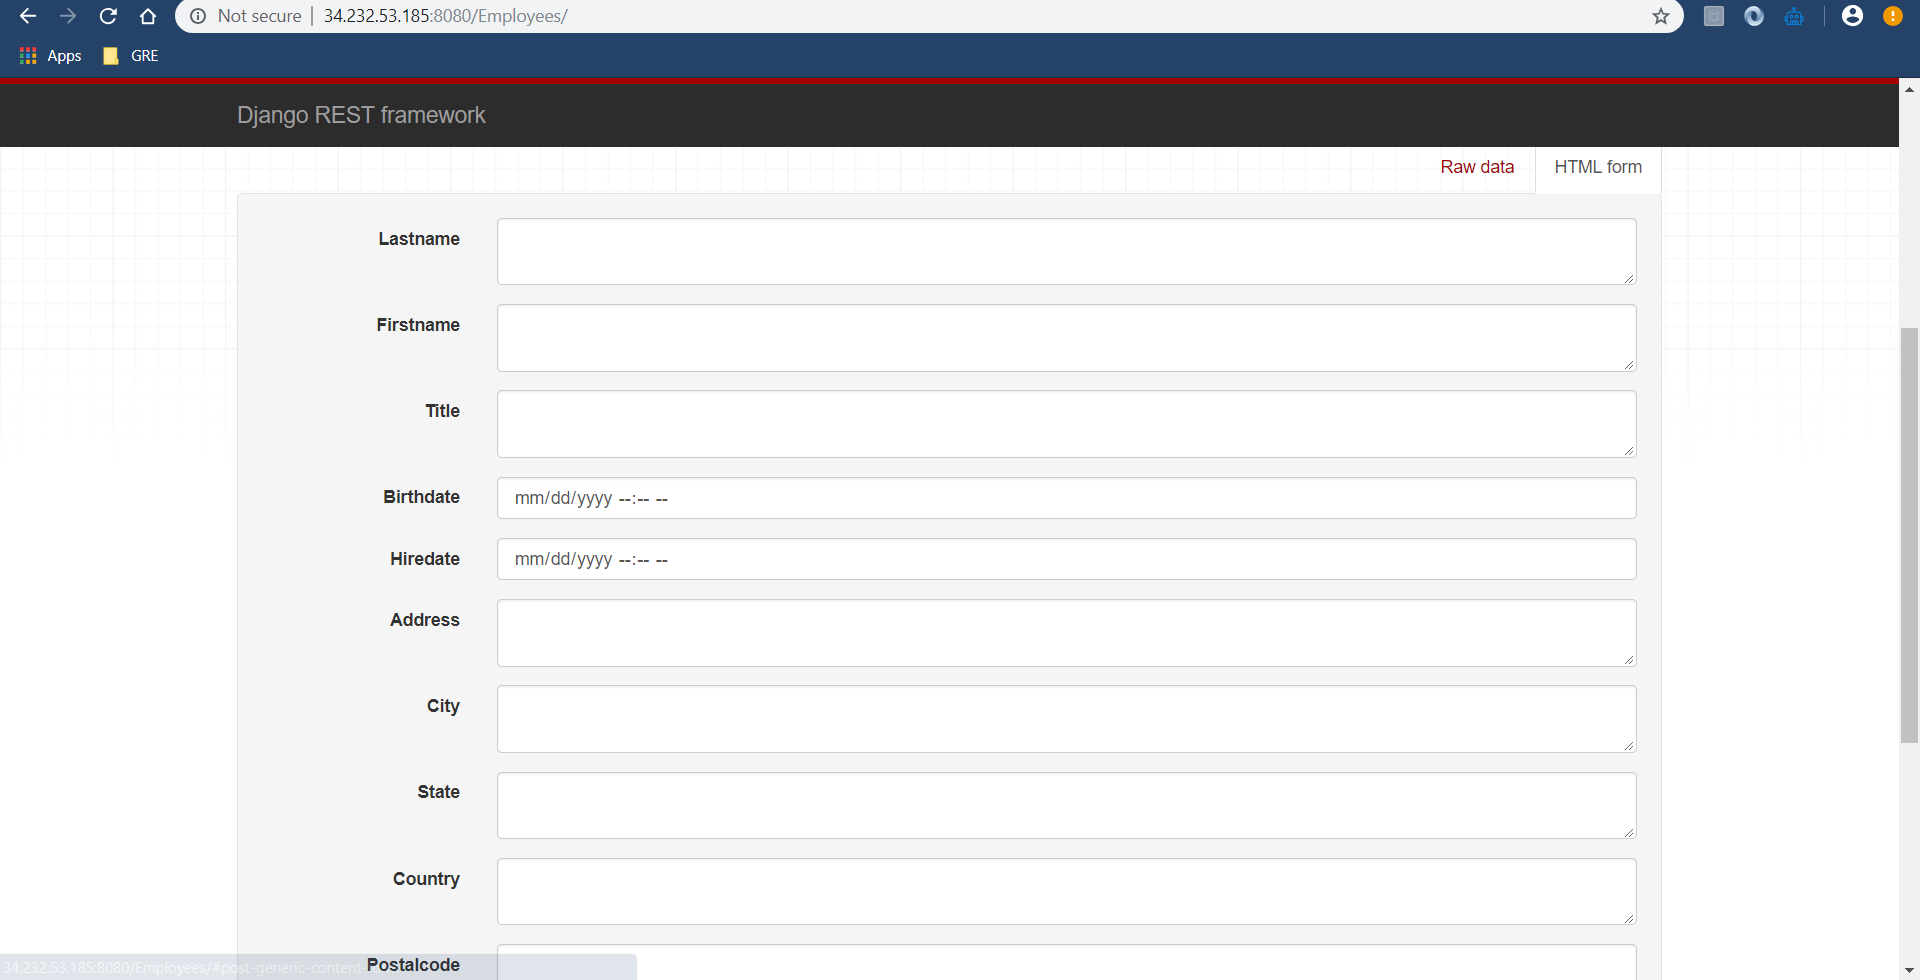 Not secure | 34.232.53.185:8080/Employees/
Apps GRE
Django REST framework
Raw data HTML form
Lastname
Firstname
Title
Birthdate mm/dd/yyyy --:-- --
Hiredate mm/dd/yyyy --:-- --
Address
City
State
Country
Postalcode
34.232.53.185:8080/Employees/#post-generic-content-